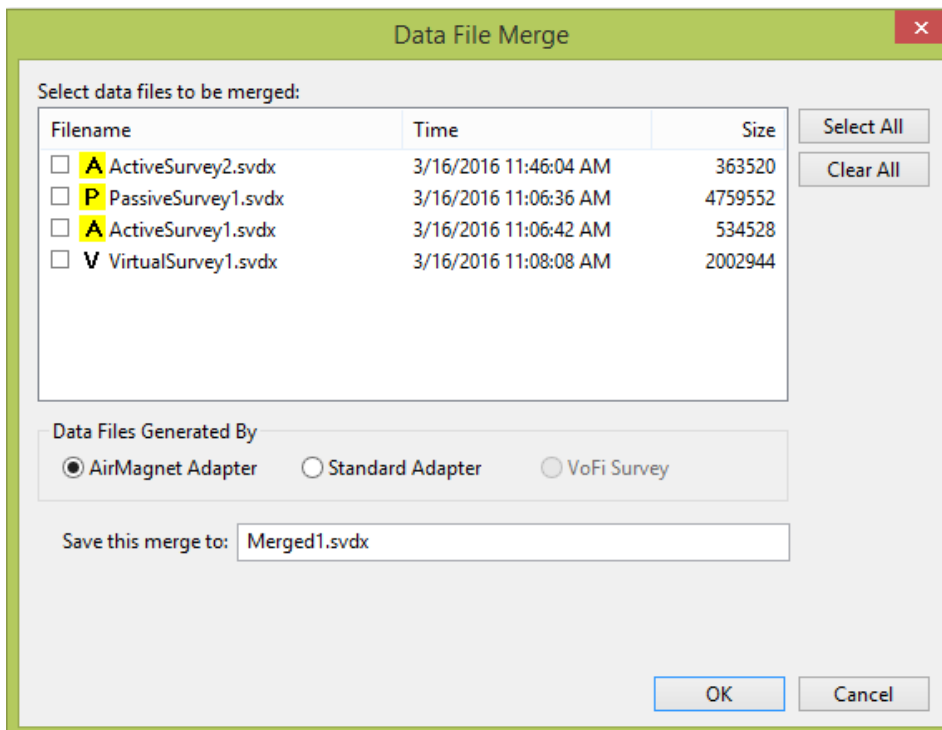 Data File Merge
Select data files to be merged:
Filename Time Size
A ActiveSurvey2.svdx 3/16/2016 11:46:04 AM 363520
P PassiveSurvey1.svdx 3/16/2016 11:06:36 AM 4759552
A ActiveSurvey1.svdx 3/16/2016 11:06:42 AM 534528
V VirtualSurvey1.svdx 3/16/2016 11:08:08 AM 2002944
Select All
Clear All
Data Files Generated By
AirMagnet Adapter Standard Adapter VoFi Survey
Save this merge to: Merged1.svdx
OK Cancel